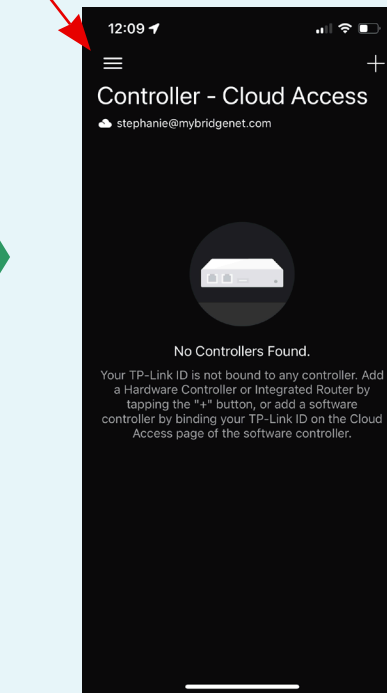 12:09
Controller - Cloud Access
stephanie@mybridgenet.com
No Controllers Found.
Your TP-Link ID is not bound to any controller. Add
a Hardware Controller or Integrated Router by
tapping the "+" button, or add a software
controller by binding your TP-Link ID on the Cloud
Access page of the software controller.